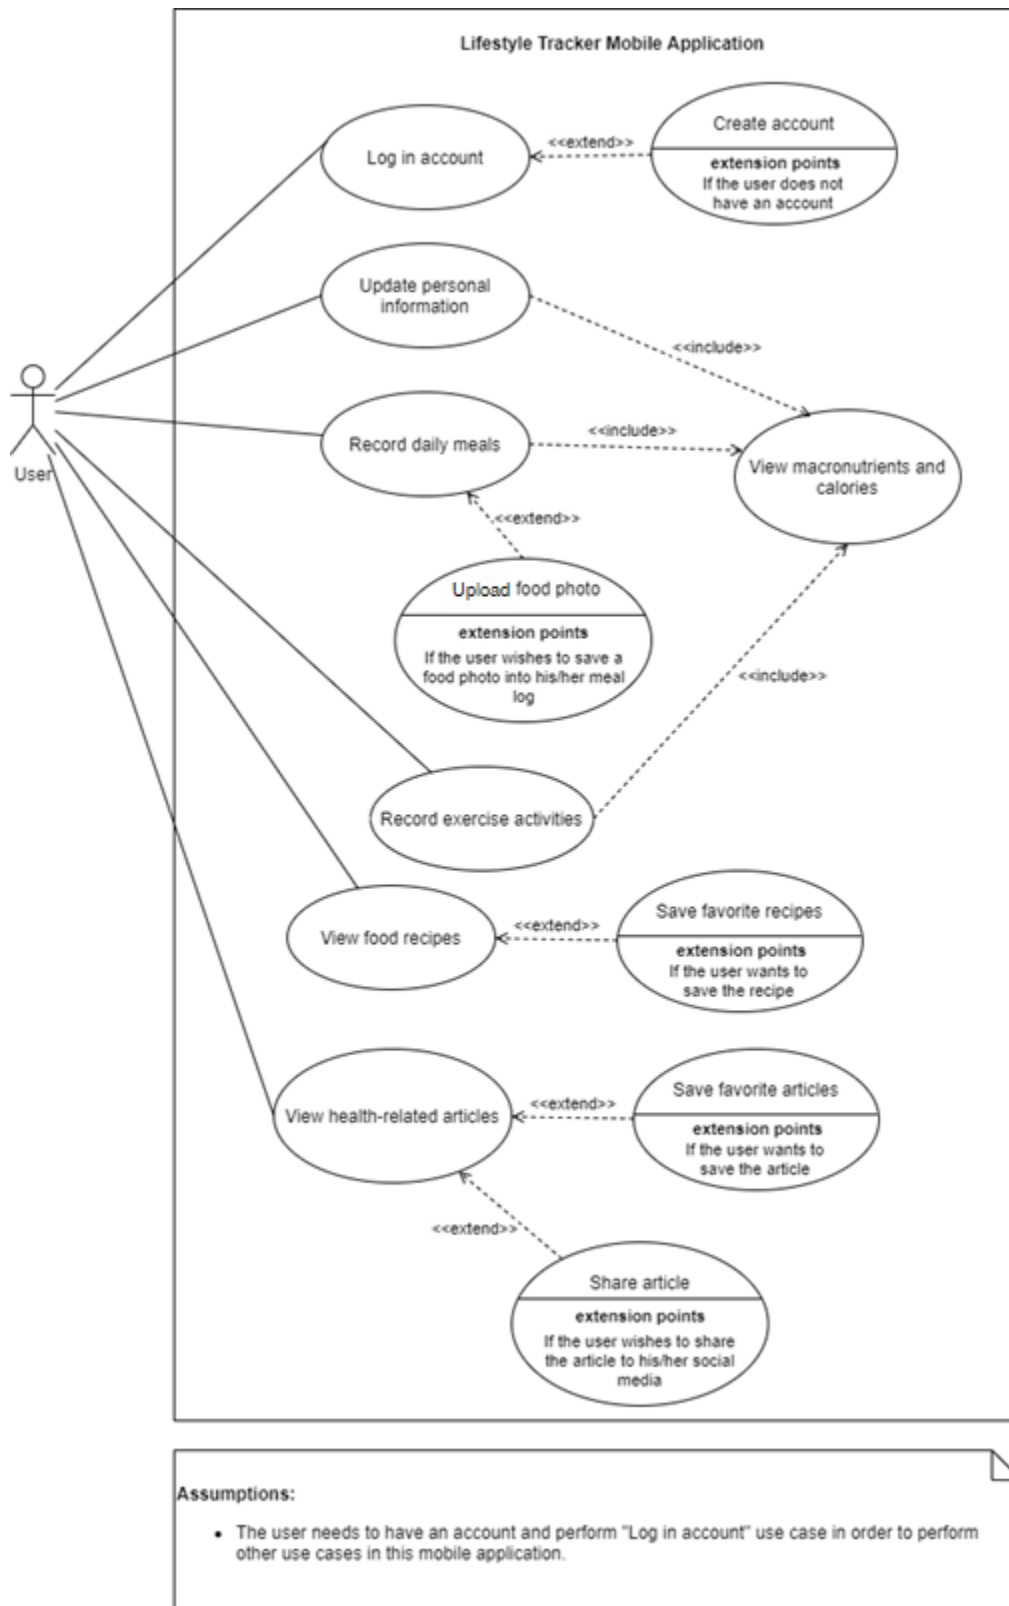 Lifestyle Tracker Mobile Application
Log in account
<<extend>>
Create account
extension points
If the user does not
have an account
Update personal
information
<<include>>
User
Record daily meals
<<include>>
View macronutrients and
calories
<<extend>>
Upload food photo
extension points
If the user wishes to save a
food photo into his/her meal
log
<<include>>
Record exercise activities
View food recipes
<<extend>>
Save favorite recipes
extension points
If the user wants to
save the recipe
View health-related articles
<<extend>>
Save favorite articles
extension points
If the user wants to
save the article
<<extend>>
Share article
extension points
If the user wishes to share
the article to his/her social
media
Assumptions:
• The user needs to have an account and perform "Log in account" use case in order to perform
other use cases in this mobile application.